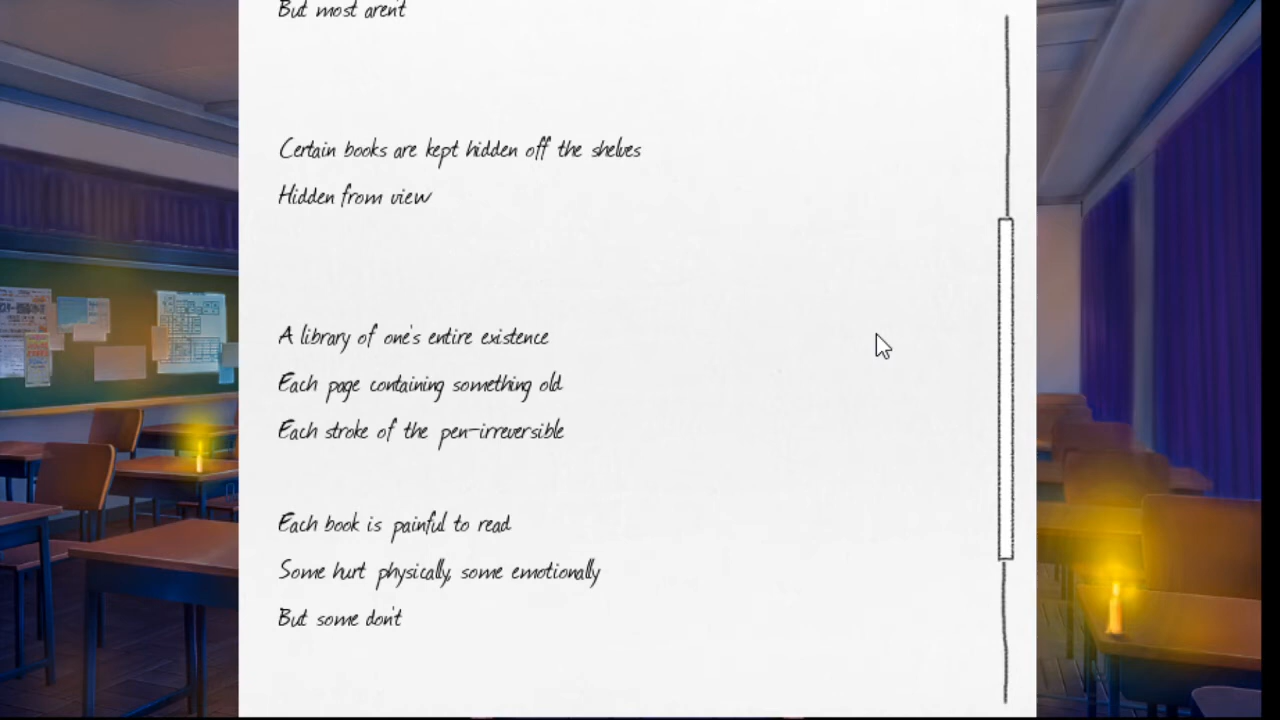 But most aren't
Certain books are kept hidden off the shelves
Hidden from view
A library of one's entire existence
Each page containing something old
Each stroke of the pen-irreversible
Each book is painful to read
Some hurt physically, some emotionally
But some don't